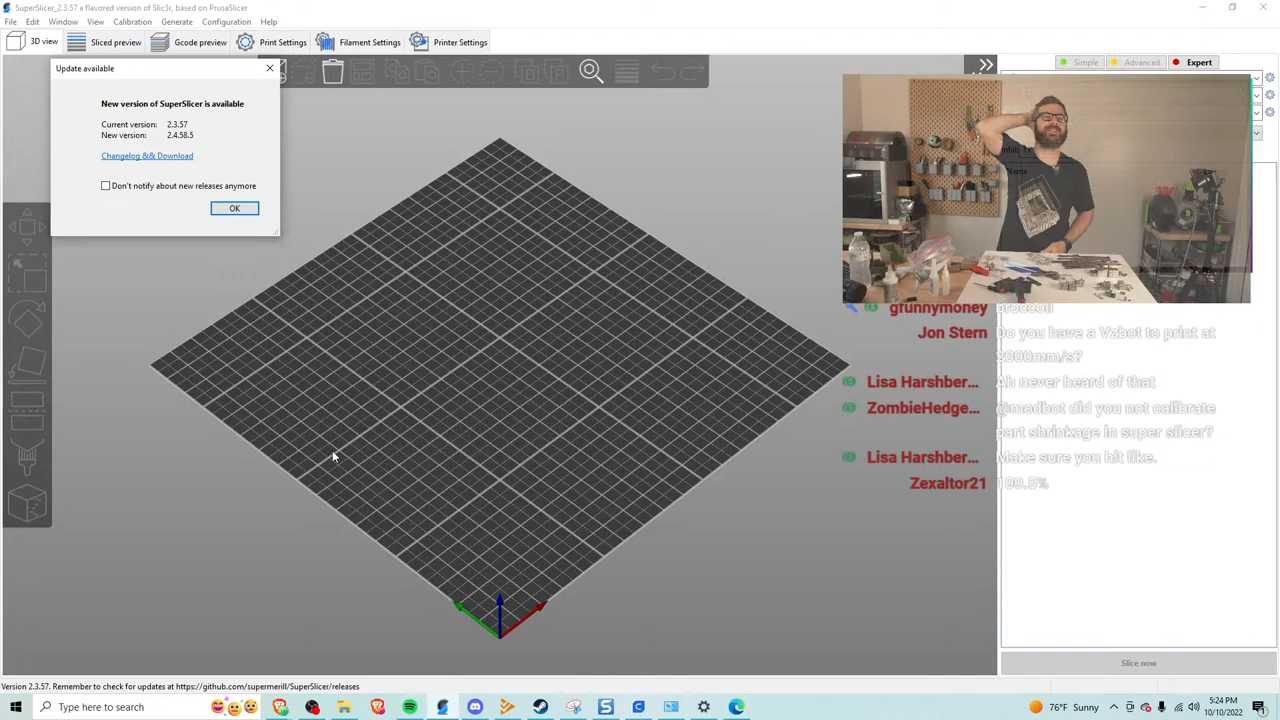 SuperSlicer_2.3.57 a flavored version of Slic3r, based on PrusaSlicer
File Edit Window View Calibration Generate Configuration Help
3D view Sliced preview Gcode preview Print Settings Filament Settings Printer Settings
Simple Advanced Expert
Update available
New version of SuperSlicer is available
Current version: 2.3.57
New version: 2.4.58.5
Changelog && Download
Don't notify about new releases anymore
OK
Name
gfunnymoney broccoli
Jon Stern Do you have a Vzbot to print at
2000mm/s?
Lisa Harshber... Ah never heard of that
ZombieHedge... @modbot did you not calibrate
part shrinkage in super slicer?
Lisa Harshber... Make sure you hit like.
Zexaltor21 100.5%
Slice now
Version 2.3.57. Remember to check for updates at https://github.com/supermerill/SuperSlicer/releases
Type here to search
76°F Sunny
5:24 PM
10/10/2022